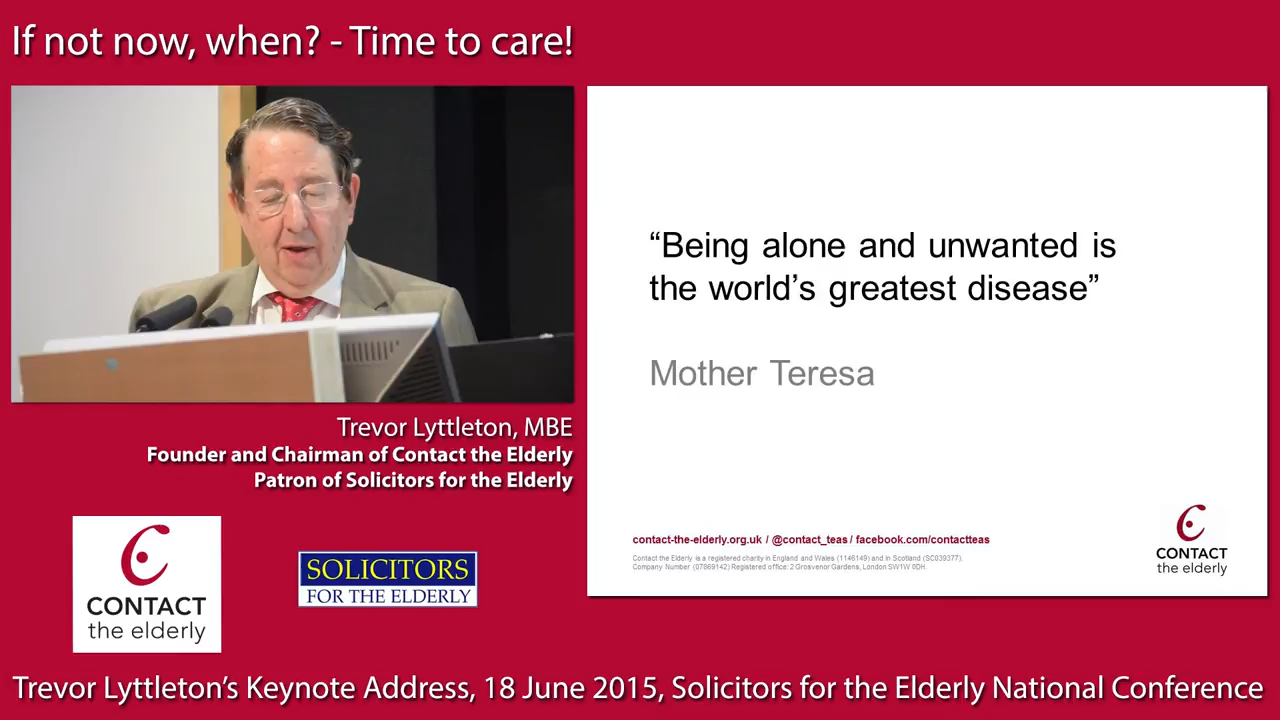 If not now, when? - Time to care!
“Being alone and unwanted is
the world’s greatest disease”
Mother Teresa
Trevor Lyttleton, MBE
Founder and Chairman of Contact the Elderly
Patron of Solicitors for the Elderly
CONTACT
the elderly
SOLICITORS
FOR THE ELDERLY
contact-the-elderly.org.uk / @contact_teas / facebook.com/contactteas
Contact the Elderly is a registered charity in England and Wales (1146149) and in Scotland (SC039377).
Company Number (07869142) Registered office: 2 Grosvenor Gardens, London SW1W 0DH.
CONTACT
the elderly
Trevor Lyttleton’s Keynote Address, 18 June 2015, Solicitors for the Elderly National Conference